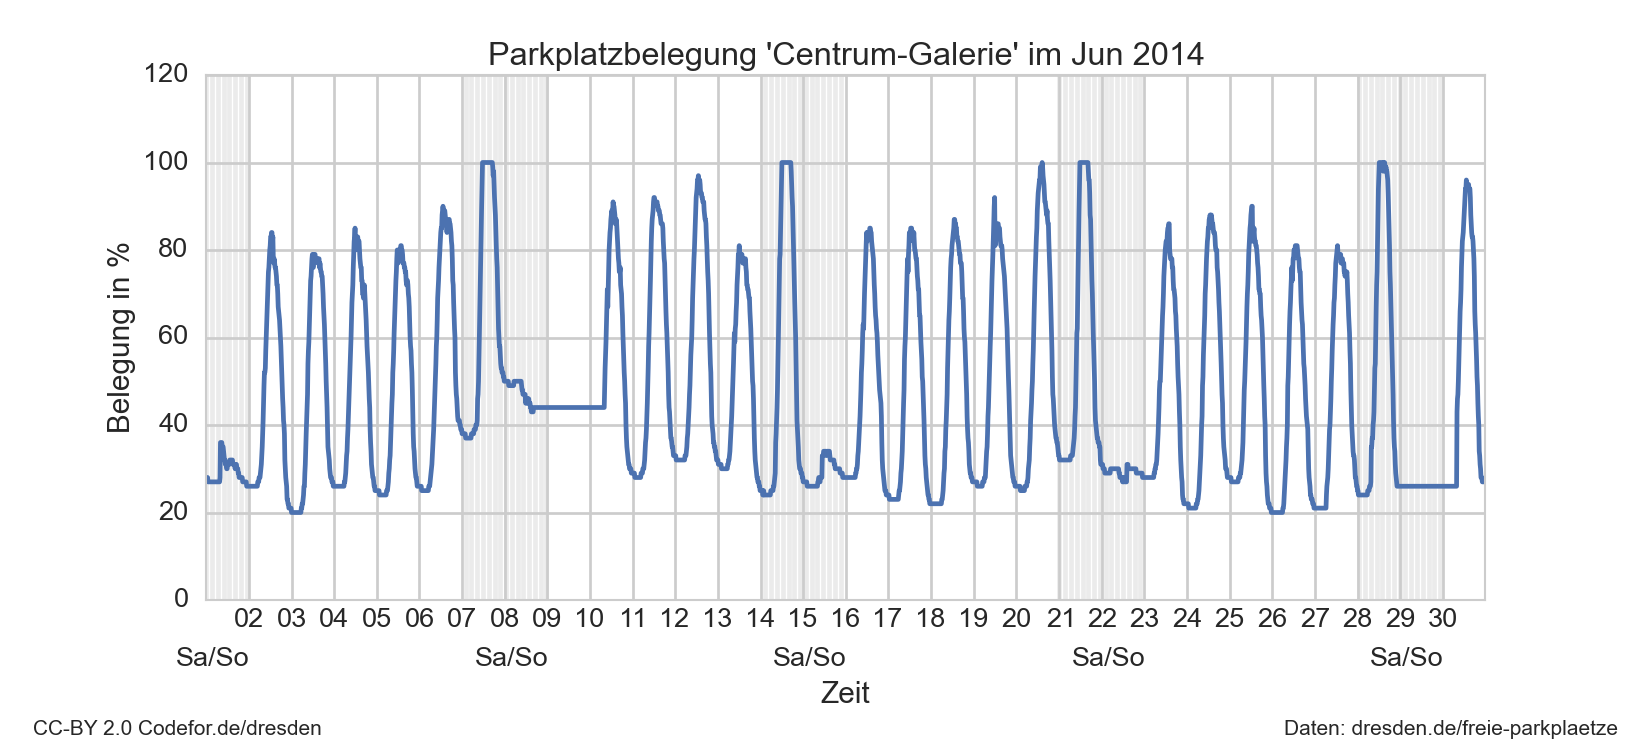 Parkplatzbelegung 'Centrum-Galerie' im Jun 2014
120
100
80
60
40
20
0
Belegung in %
02 03 04 05 06 07 08 09 10 11 12 13 14 15 16 17 18 19 20 21 22 23 24 25 26 27 28 29 30
Sa/So Sa/So Sa/So Sa/So Sa/So
Zeit
CC-BY 2.0 Codefor.de/dresden
Daten: dresden.de/freie-parkplaetze